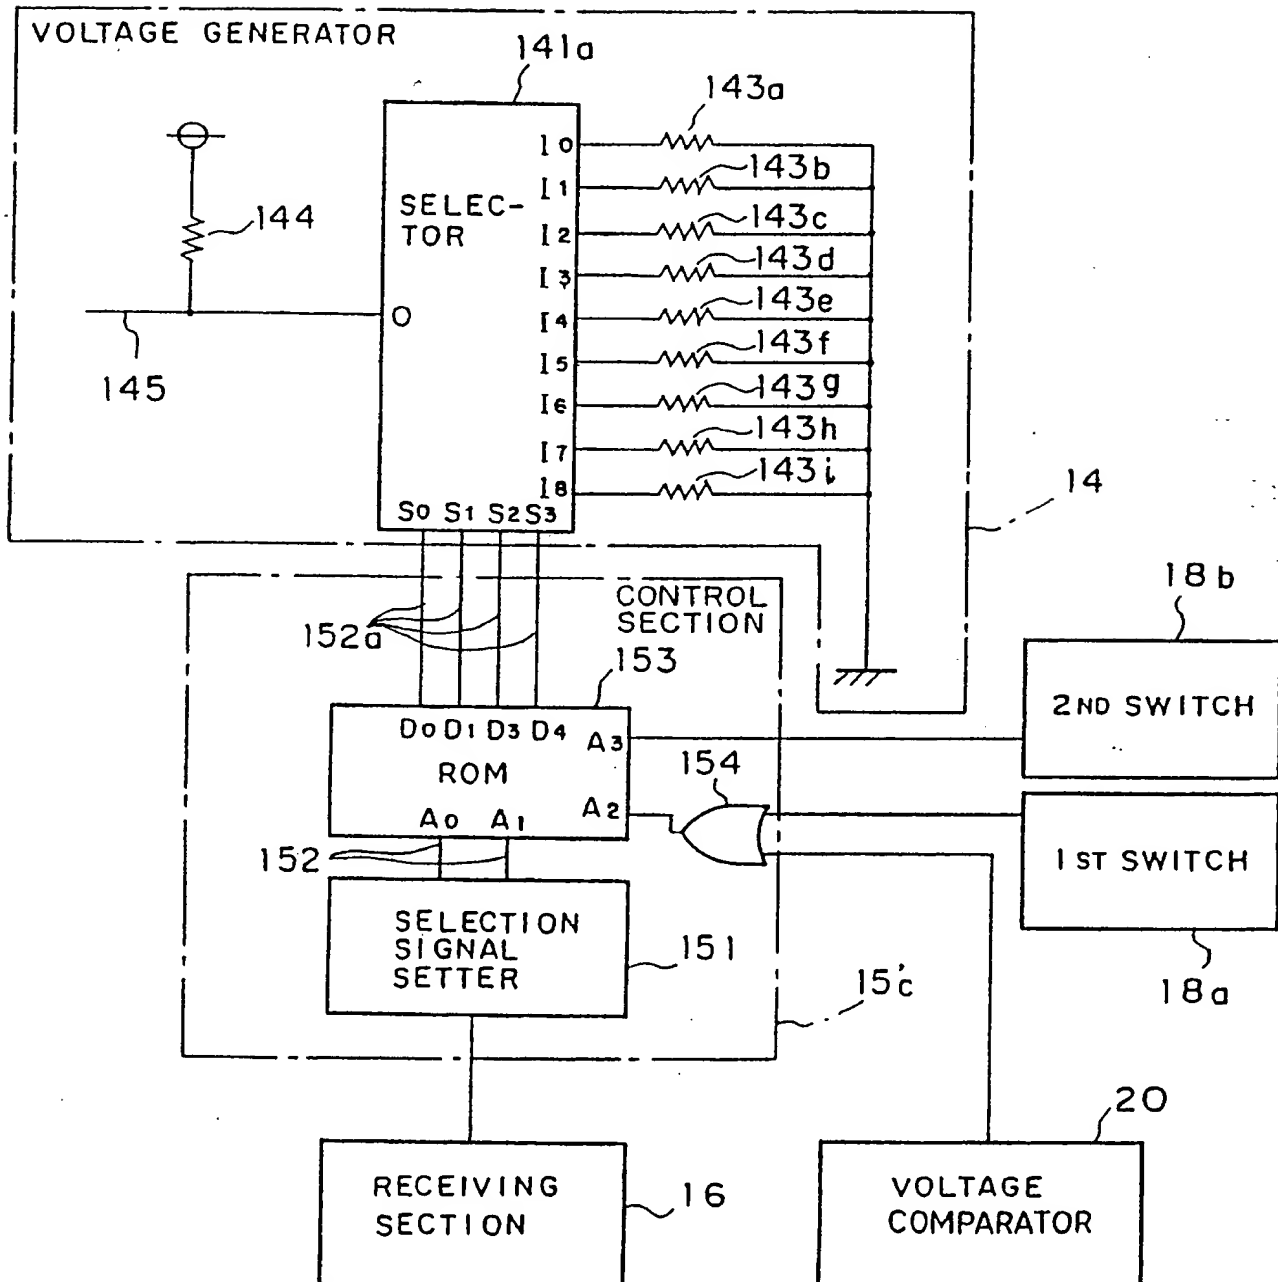 VOLTAGE GENERATOR
141a
143a
I0
143b
I1
SELEC-
TOR
143c
I2
144
143d
I3
143e
I4
O
143f
I5
145
143g
I6
143h
I7
143i
I8
14
S0 S1 S2 S3
18b
CONTROL
SECTION
152a
153
2ND SWITCH
D0 D1 D3 D4
A3
154
ROM
A2
A0 A1
152
1ST SWITCH
SELECTION
SIGNAL
SETTER
151
15'c
18a
20
RECEIVING
SECTION
16
VOLTAGE
COMPARATOR